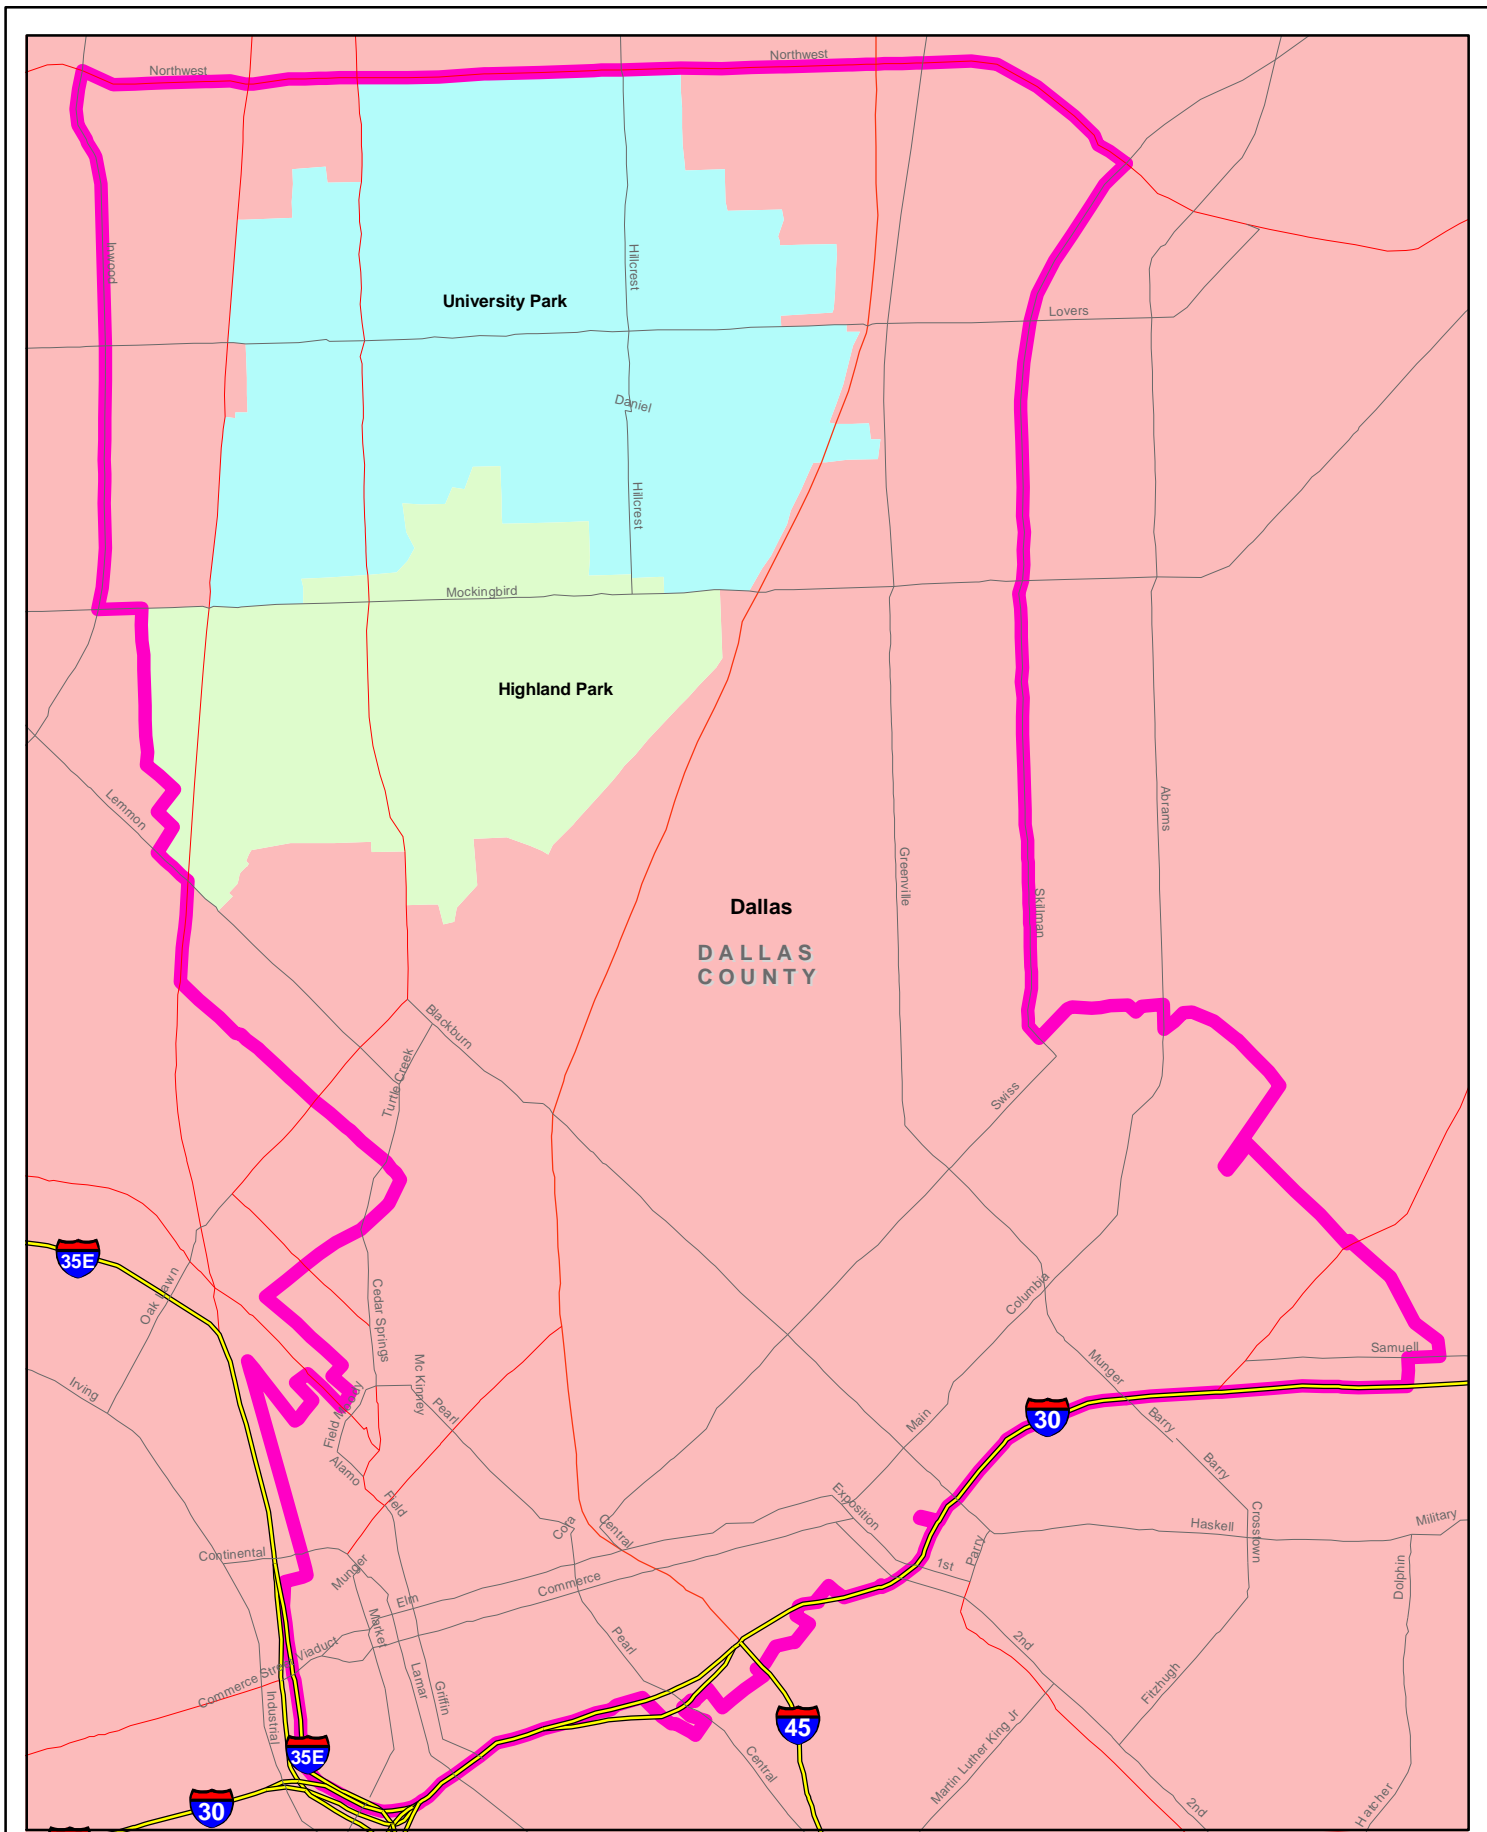 Northwest
Northwest
Inwood
Hillcrest
University Park
Lovers
Daniel
Hillcrest
Mockingbird
Highland Park
Lemmon
Abrams
Greenville
Skillman
Dallas
DALLAS
COUNTY
Blackburn
Turtle Creek
Swiss
35E
Oak Lawn
Cedar Springs
Columbia
Mc Kinney
Samuell
Munger
Irving
Pearl
Main
30
Barry
Field
Alamo
Barry
Field
Exposition
Cora
Central
Crosstown
Haskell
Military
Continental
Munger
1st
Parry
Dolphin
Elm
Commerce
Market
Pearl
2nd
Commerce Street Viaduct
Lamar
Griffin
Fitzhugh
Industrial
45
35E
Martin Luther King Jr
Central
30
2nd
Hatcher